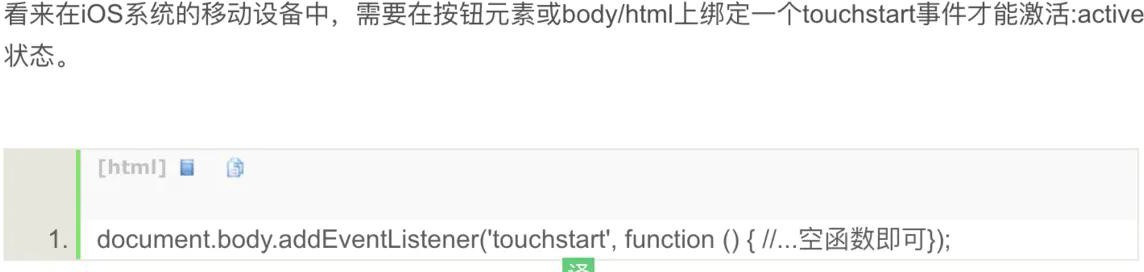 看来在iOS系统的移动设备中，需要在按钮元素或body/html上绑定一个touchstart事件才能激活:active
状态。
[html]
1. document.body.addEventListener('touchstart', function () { //...空函数即可});
译